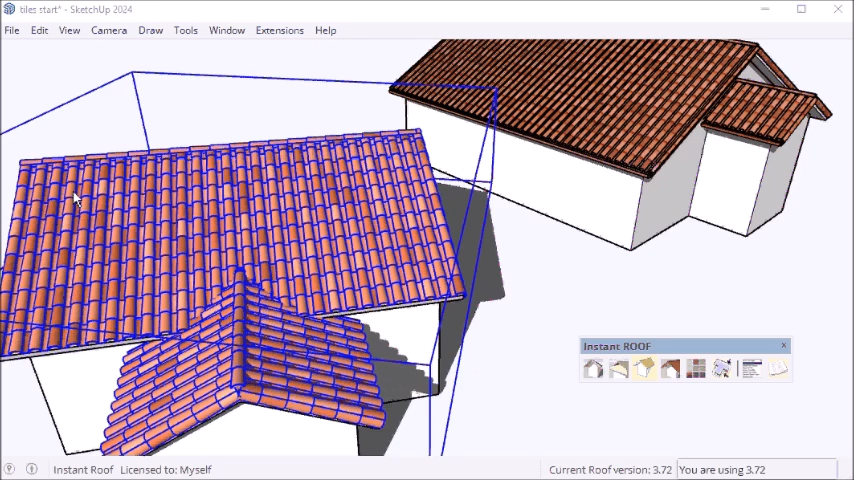 tiles start* - SketchUp 2024
File Edit View Camera Draw Tools Window Extensions Help
Instant ROOF
Instant Roof Licensed to: Myself
Current Roof version: 3.72 You are using 3.72